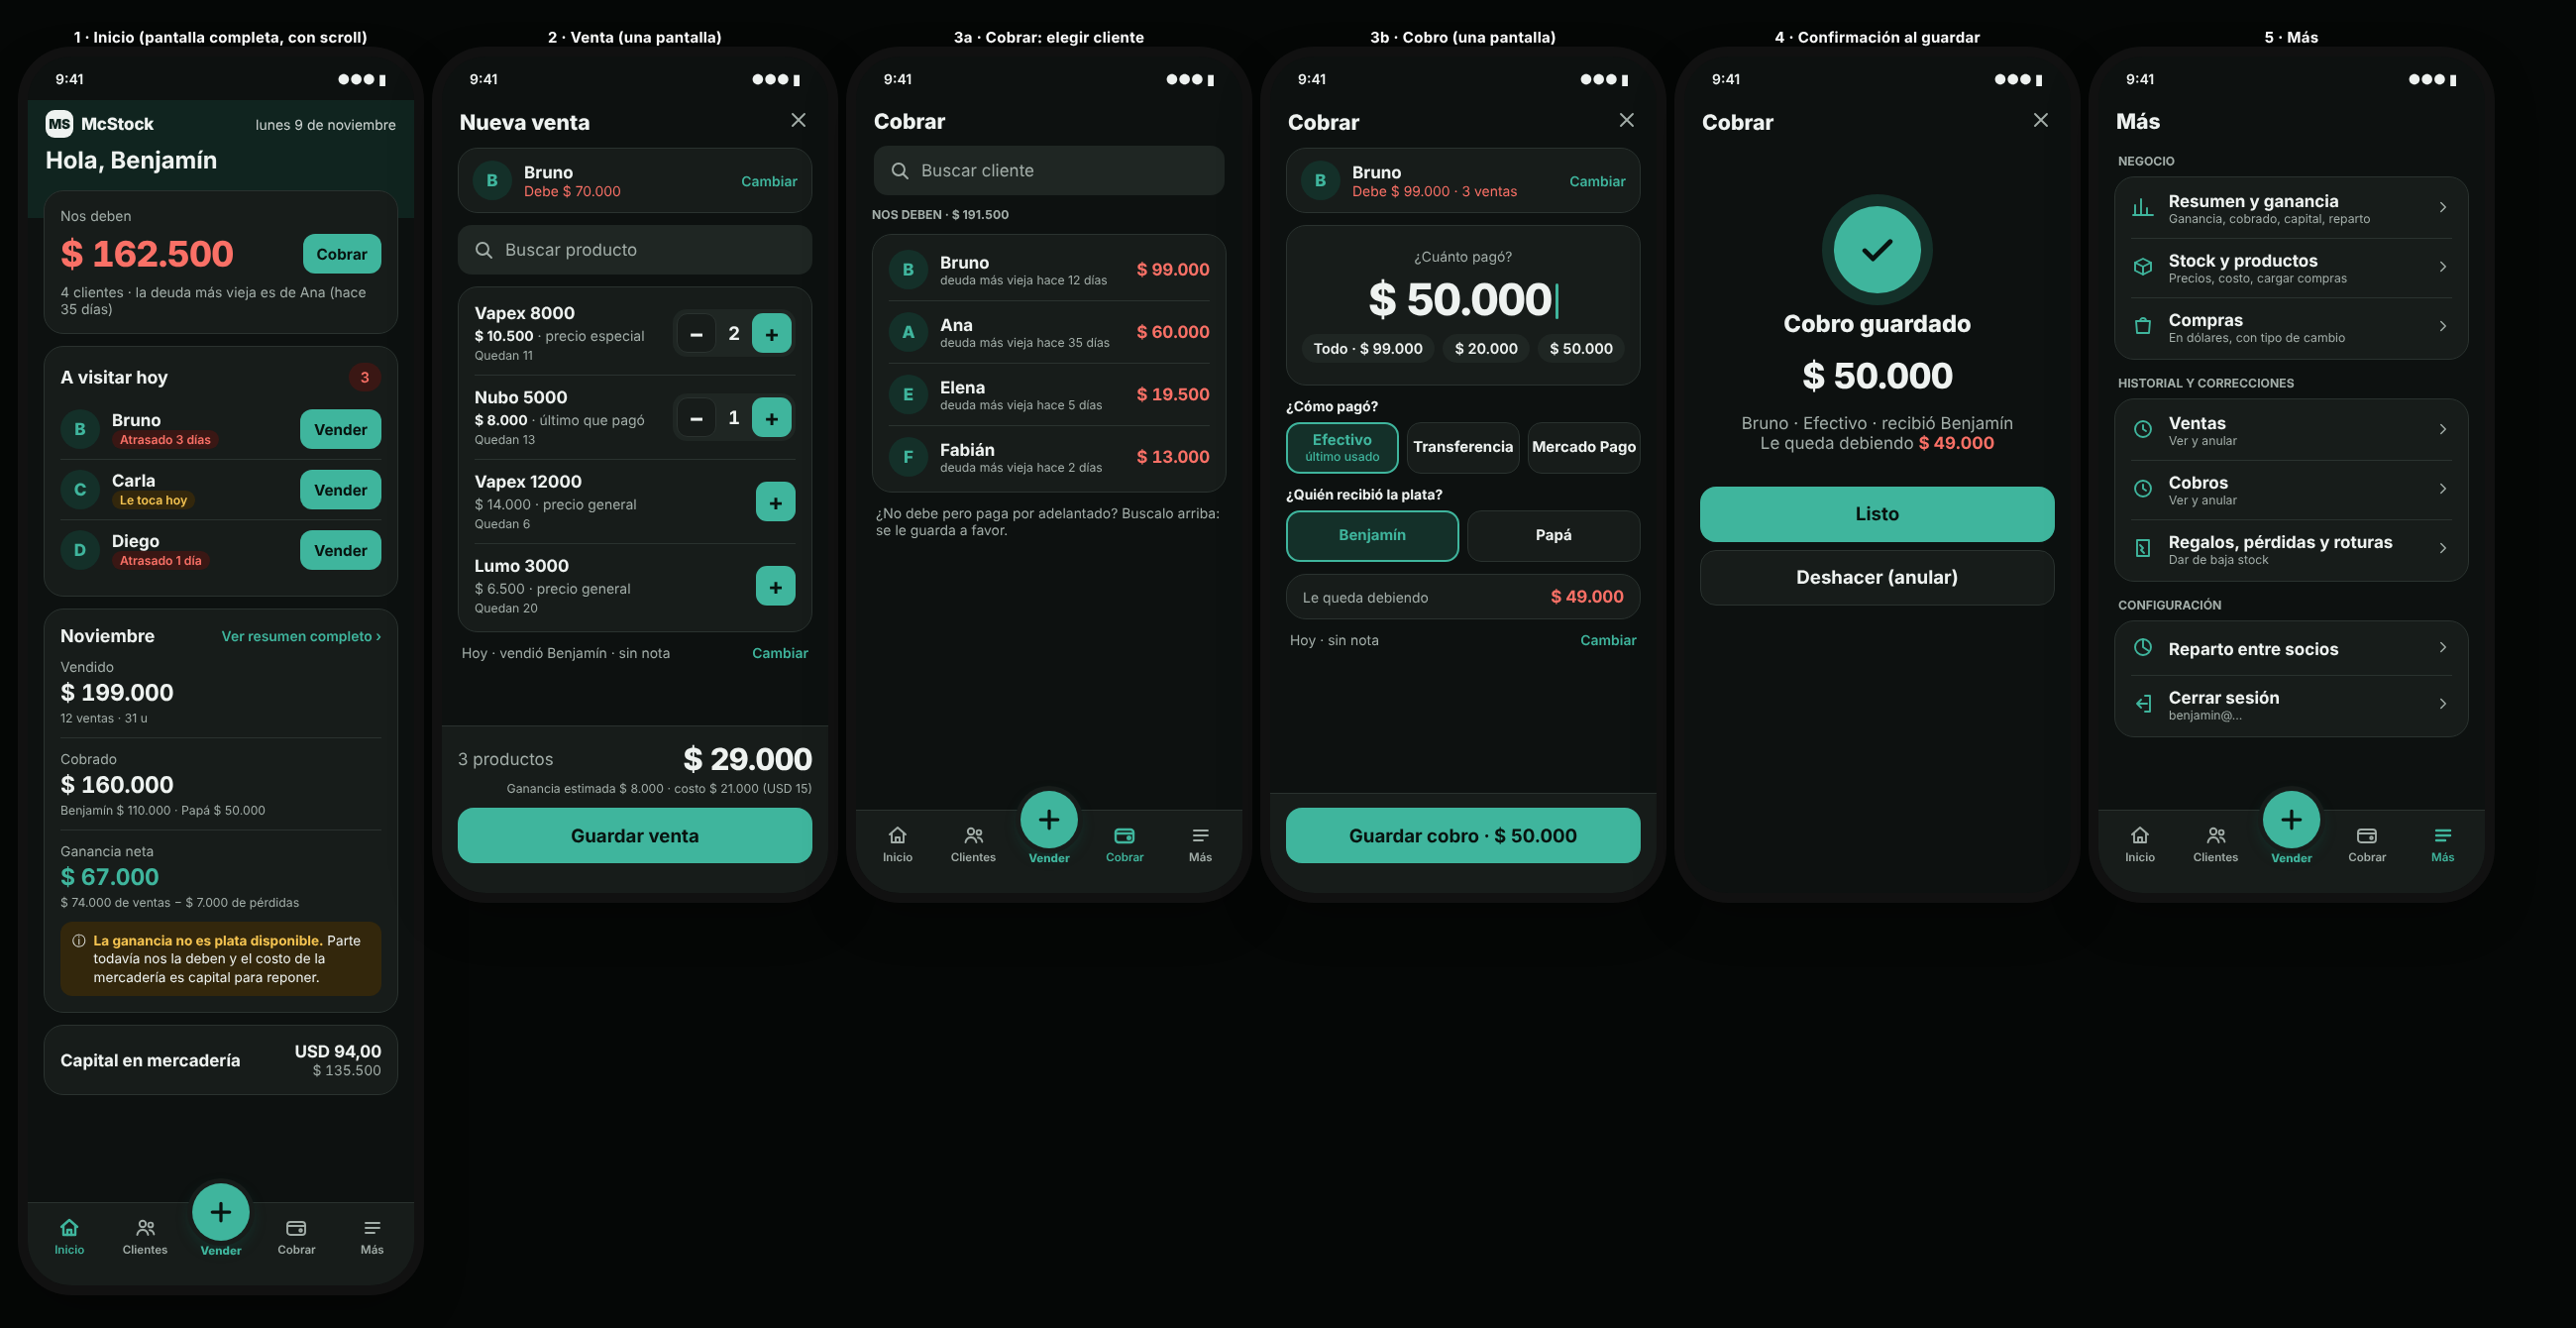 1 · Inicio (pantalla completa, con scroll)
9:41
MS McStock
lunes 9 de noviembre
Hola, Benjamín
Nos deben
$ 162.500
Cobrar
4 clientes · la deuda más vieja es de Ana (hace
35 días)
A visitar hoy
3
B
Bruno
Atrasado 3 días
Vender
C
Carla
Le toca hoy
Vender
D
Diego
Atrasado 1 día
Vender
Noviembre
Ver resumen completo ›
Vendido
$ 199.000
12 ventas · 31 u
Cobrado
$ 160.000
Benjamín $ 110.000 · Papá $ 50.000
Ganancia neta
$ 67.000
$ 74.000 de ventas − $ 7.000 de pérdidas
ⓘ La ganancia no es plata disponible. Parte
todavía nos la deben y el costo de la
mercadería es capital para reponer.
Capital en mercadería
USD 94,00
$ 135.500
Inicio
Clientes
Vender
Cobrar
Más
2 · Venta (una pantalla)
9:41
Nueva venta
B
Bruno
Debe $ 70.000
Cambiar
Buscar producto
Vapex 8000
$ 10.500 · precio especial
Quedan 11
− 2 +
Nubo 5000
$ 8.000 · último que pagó
Quedan 13
− 1 +
Vapex 12000
$ 14.000 · precio general
Quedan 6
+
Lumo 3000
$ 6.500 · precio general
Quedan 20
+
Hoy · vendió Benjamín · sin nota
Cambiar
3 productos
$ 29.000
Ganancia estimada $ 8.000 · costo $ 21.000 (USD 15)
Guardar venta
3a · Cobrar: elegir cliente
9:41
Cobrar
Buscar cliente
NOS DEBEN · $ 191.500
B
Bruno
deuda más vieja hace 12 días
$ 99.000
A
Ana
deuda más vieja hace 35 días
$ 60.000
E
Elena
deuda más vieja hace 5 días
$ 19.500
F
Fabián
deuda más vieja hace 2 días
$ 13.000
¿No debe pero paga por adelantado? Buscalo arriba:
se le guarda a favor.
Inicio
Clientes
Vender
Cobrar
Más
3b · Cobro (una pantalla)
9:41
Cobrar
B
Bruno
Debe $ 99.000 · 3 ventas
Cambiar
¿Cuánto pagó?
$ 50.000
Todo · $ 99.000
$ 20.000
$ 50.000
¿Cómo pagó?
Efectivo
último usado
Transferencia
Mercado Pago
¿Quién recibió la plata?
Benjamín
Papá
Le queda debiendo
$ 49.000
Hoy · sin nota
Cambiar
Guardar cobro · $ 50.000
4 · Confirmación al guardar
9:41
Cobrar
Cobro guardado
$ 50.000
Bruno · Efectivo · recibió Benjamín
Le queda debiendo $ 49.000
Listo
Deshacer (anular)
5 · Más
9:41
Más
NEGOCIO
Resumen y ganancia
Ganancia, cobrado, capital, reparto
Stock y productos
Precios, costo, cargar compras
Compras
En dólares, con tipo de cambio
HISTORIAL Y CORRECCIONES
Ventas
Ver y anular
Cobros
Ver y anular
Regalos, pérdidas y roturas
Dar de baja stock
CONFIGURACIÓN
Reparto entre socios
Cerrar sesión
benjamin@...
Inicio
Clientes
Vender
Cobrar
Más